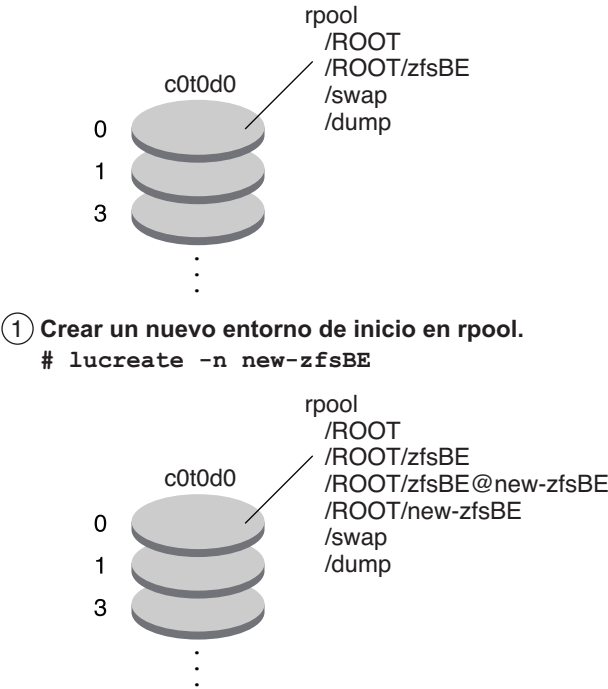 rpool
/ROOT
/ROOT/zfsBE
/swap
/dump
c0t0d0
0
1
3
1 Crear un nuevo entorno de inicio en rpool.
# lucreate -n new-zfsBE
rpool
/ROOT
/ROOT/zfsBE
/ROOT/zfsBE@new-zfsBE
/ROOT/new-zfsBE
/swap
/dump
c0t0d0
0
1
3